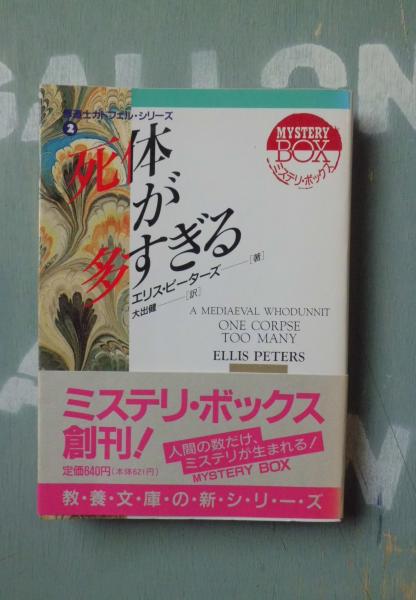 GALLON
修道士カドフェル・シリーズ
2
死体
が
多すぎる
エリス・ピーターズ──[著]
大出健──[訳]
MYSTERY
BOX
ミステリ・ボックス
A MEDIAEVAL WHODUNNIT
ONE CORPSE
TOO MANY
ELLIS PETERS
ミステリ・ボックス
創刊!
定価640円(本体621円)
人間の数だけ、
ミステリが生まれる!
MYSTERY BOX
教・養・文・庫・の・新・シ・リ・ー・ズ